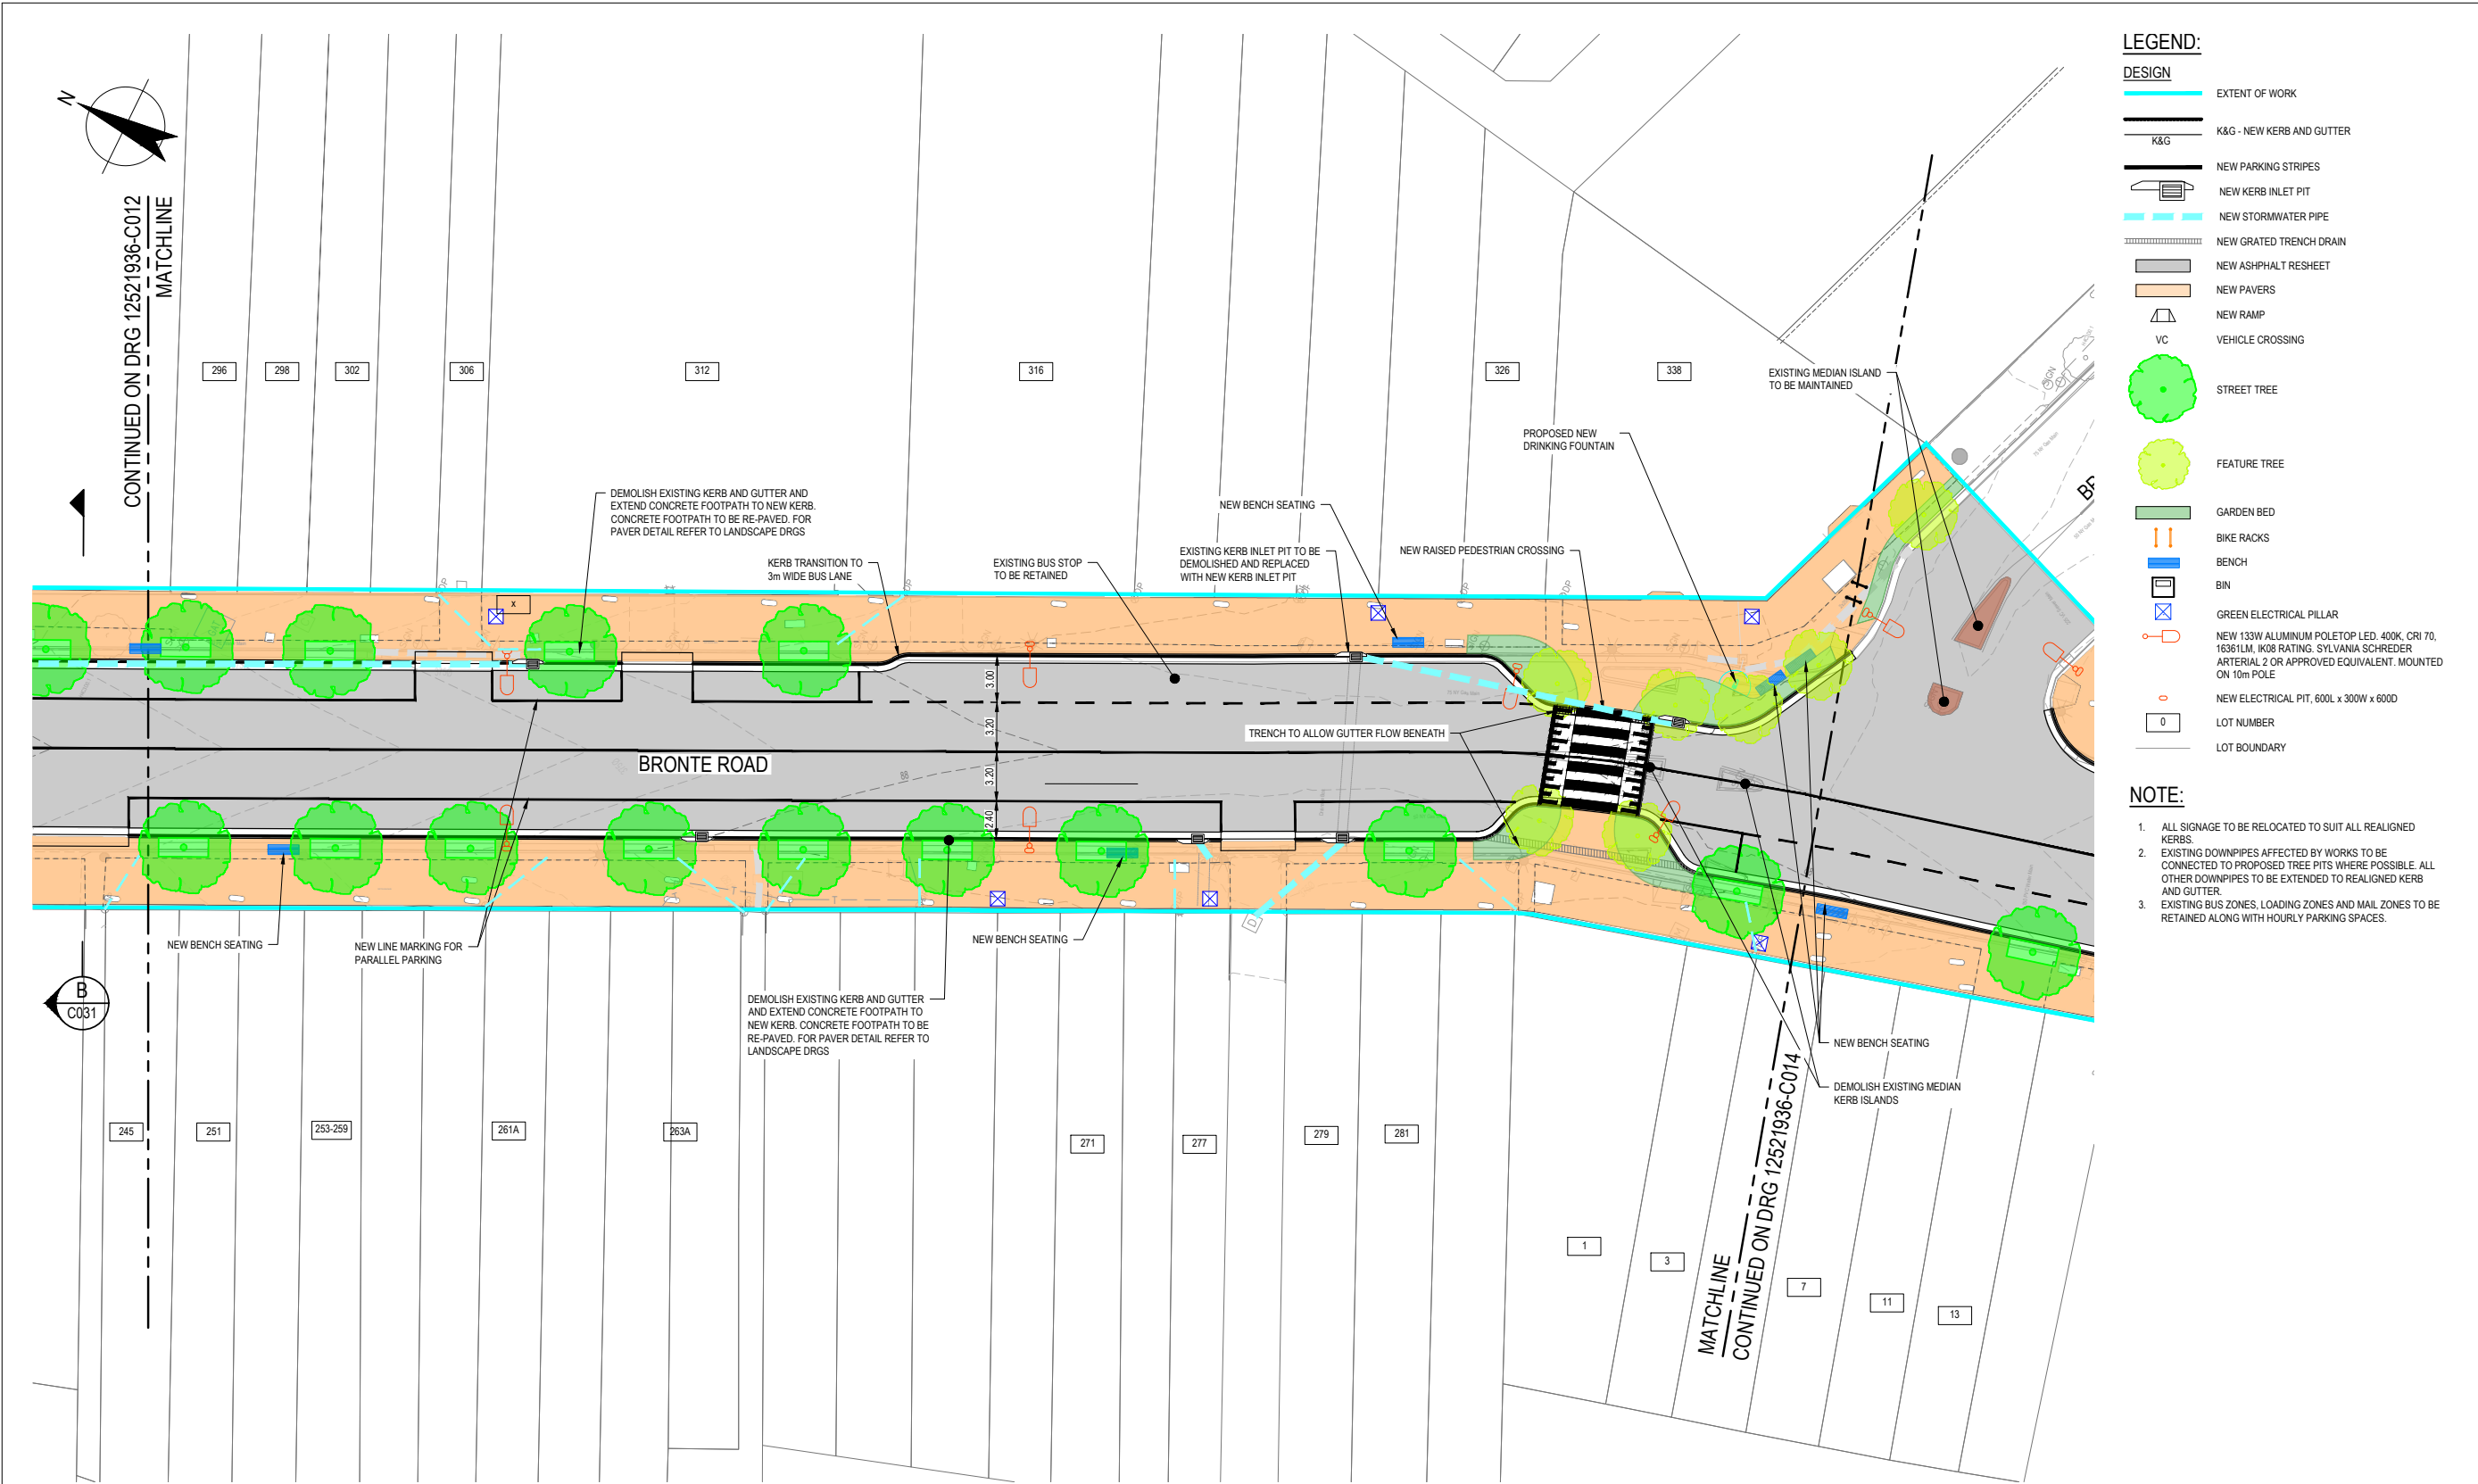 N
CONTINUED ON DRG 12521936-C012
MATCHLINE
296
298
302
306
312
316
326
338
EXISTING MEDIAN ISLAND
TO BE MAINTAINED
PROPOSED NEW
DRINKING FOUNTAIN
DEMOLISH EXISTING KERB AND GUTTER AND
EXTEND CONCRETE FOOTPATH TO NEW KERB.
CONCRETE FOOTPATH TO BE RE-PAVED. FOR
PAVER DETAIL REFER TO LANDSCAPE DRGS
KERB TRANSITION TO
3m WIDE BUS LANE
EXISTING BUS STOP
TO BE RETAINED
NEW BENCH SEATING
EXISTING KERB INLET PIT TO BE
DEMOLISHED AND REPLACED
WITH NEW KERB INLET PIT
NEW RAISED PEDESTRIAN CROSSING
SIGN
x
3.00
3.20
3.20
2.40
TRENCH TO ALLOW GUTTER FLOW BENEATH
BRONTE ROAD
88
NEW BENCH SEATING
NEW LINE MARKING FOR
PARALLEL PARKING
NEW BENCH SEATING
DEMOLISH EXISTING KERB AND GUTTER
AND EXTEND CONCRETE FOOTPATH TO
NEW KERB. CONCRETE FOOTPATH TO BE
RE-PAVED. FOR PAVER DETAIL REFER TO
LANDSCAPE DRGS
B
C031
NEW BENCH SEATING
DEMOLISH EXISTING MEDIAN
KERB ISLANDS
245
251
253-259
261A
263A
271
277
279
281
1
3
7
11
13
MATCHLINE
CONTINUED ON DRG 12521936-C014
LEGEND:
DESIGN
EXTENT OF WORK
K&G - NEW KERB AND GUTTER
K&G
NEW PARKING STRIPES
NEW KERB INLET PIT
NEW STORMWATER PIPE
NEW GRATED TRENCH DRAIN
NEW ASHPHALT RESHEET
NEW PAVERS
NEW RAMP
VC VEHICLE CROSSING
STREET TREE
FEATURE TREE
GARDEN BED
BIKE RACKS
BENCH
BIN
GREEN ELECTRICAL PILLAR
NEW 133W ALUMINUM POLETOP LED. 400K, CRI 70,
16361LM, IK08 RATING. SYLVANIA SCHREDER
ARTERIAL 2 OR APPROVED EQUIVALENT. MOUNTED
ON 10m POLE
NEW ELECTRICAL PIT, 600L x 300W x 600D
0 LOT NUMBER
LOT BOUNDARY
NOTE:
1. ALL SIGNAGE TO BE RELOCATED TO SUIT ALL REALIGNED
KERBS.
2. EXISTING DOWNPIPES AFFECTED BY WORKS TO BE
CONNECTED TO PROPOSED TREE PITS WHERE POSSIBLE. ALL
OTHER DOWNPIPES TO BE EXTENDED TO REALIGNED KERB
AND GUTTER.
3. EXISTING BUS ZONES, LOADING ZONES AND MAIL ZONES TO BE
RETAINED ALONG WITH HOURLY PARKING SPACES.